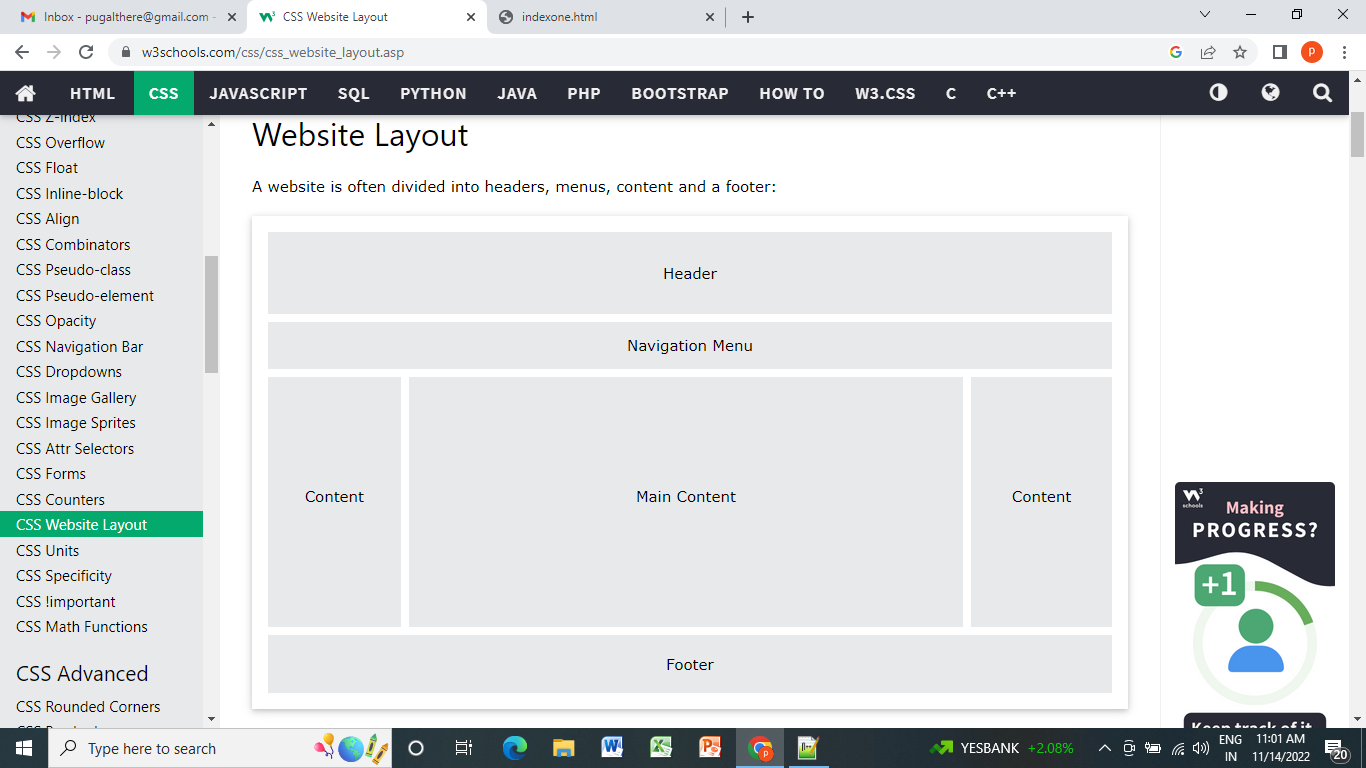 Inbox - pugalthere@gmail.com -
CSS Website Layout
indexone.html
w3schools.com/css/css_website_layout.asp
P
HTML
CSS
JAVASCRIPT
SQL
PYTHON
JAVA
PHP
BOOTSTRAP
HOW TO
W3.CSS
C
C++
CSS Z-index
CSS Overflow
CSS Float
CSS Inline-block
CSS Align
CSS Combinators
CSS Pseudo-class
CSS Pseudo-element
CSS Opacity
CSS Navigation Bar
CSS Dropdowns
CSS Image Gallery
CSS Image Sprites
CSS Attr Selectors
CSS Forms
CSS Counters
CSS Website Layout
CSS Units
CSS Specificity
CSS !important
CSS Math Functions
CSS Advanced
CSS Rounded Corners
Website Layout
A website is often divided into headers, menus, content and a footer:
Header
Navigation Menu
Content
Main Content
Content
Footer
W3
schools
Making
PROGRESS?
+1
Keep track of it
Type here to search
YESBANK +2.08%
ENG
IN
11:01 AM
11/14/2022
20